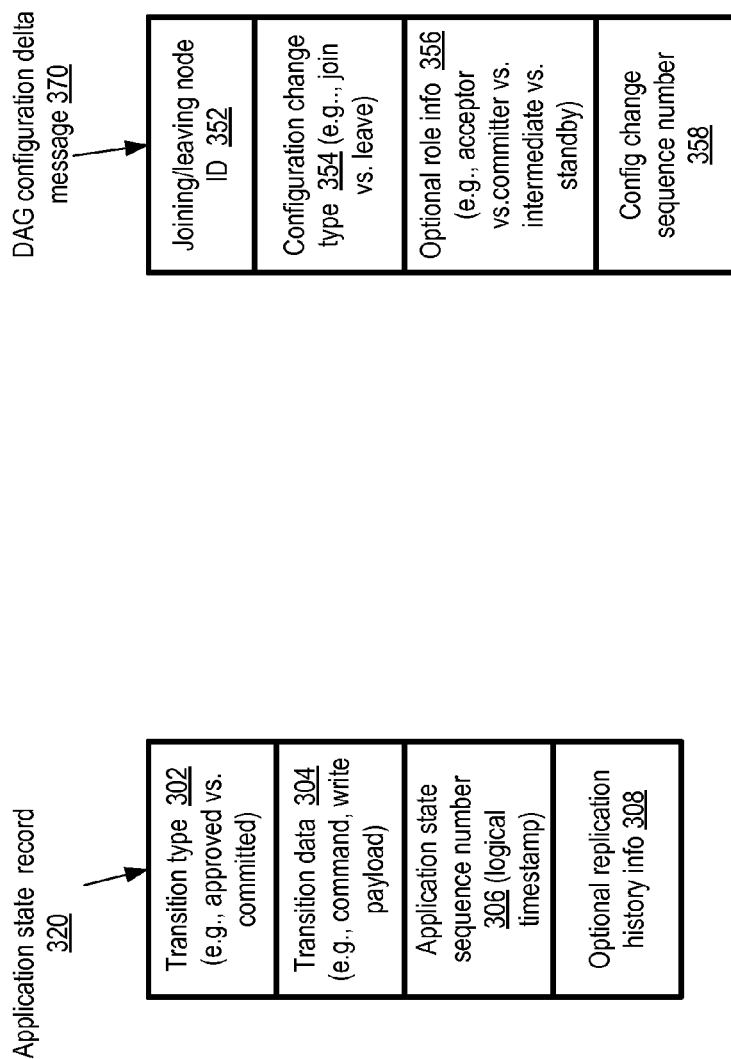 Application state record
320
Transition type 302
(e.g., approved vs.
committed)
Transition data 304
(e.g., command, write
payload)
Application state
sequence number
306 (logical
timestamp)
Optional replication
history info 308
DAG configuration delta
message 370
Joining/leaving node
ID 352
Configuration change
type 354 (e.g.., join
vs. leave)
Optional role info 356
(e.g., acceptor
vs.committer vs.
intermediate vs.
standby)
Config change
sequence number
358